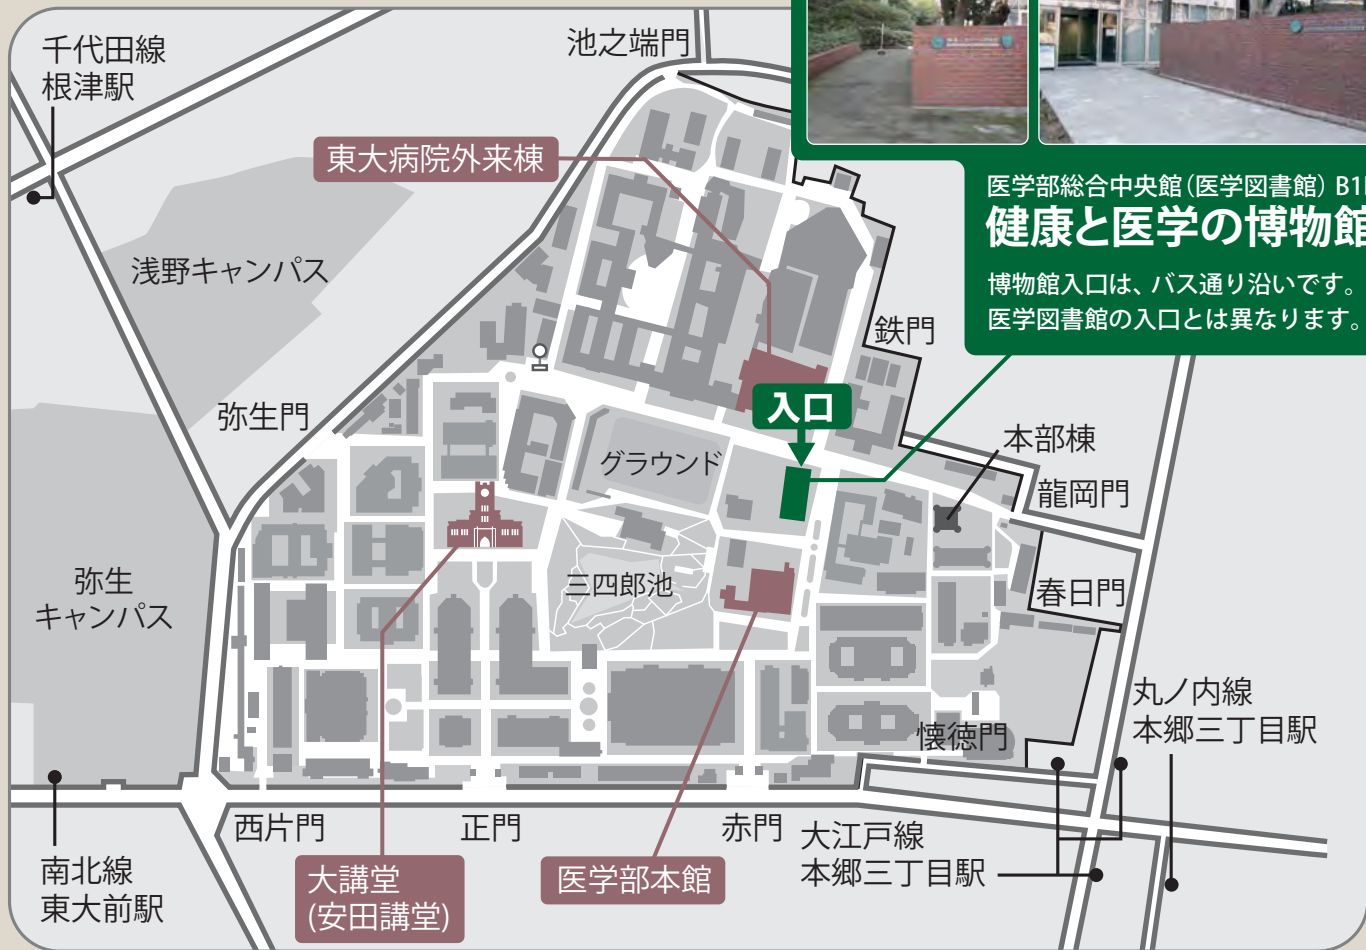 千代田線
根津駅
池之端門
東大病院外来棟
医学部総合中央館（医学図書館）B1
健康と医学の博物館
博物館入口は、バス通り沿いです。
医学図書館の入口とは異なります。
浅野キャンパス
鉄門
弥生門
入口
グラウンド
本部棟
龍岡門
弥生
キャンパス
三四郎池
春日門
丸ノ内線
本郷三丁目駅
懐徳門
西片門
正門
赤門
大江戸線
本郷三丁目駅
南北線
東大前駅
大講堂
(安田講堂)
医学部本館